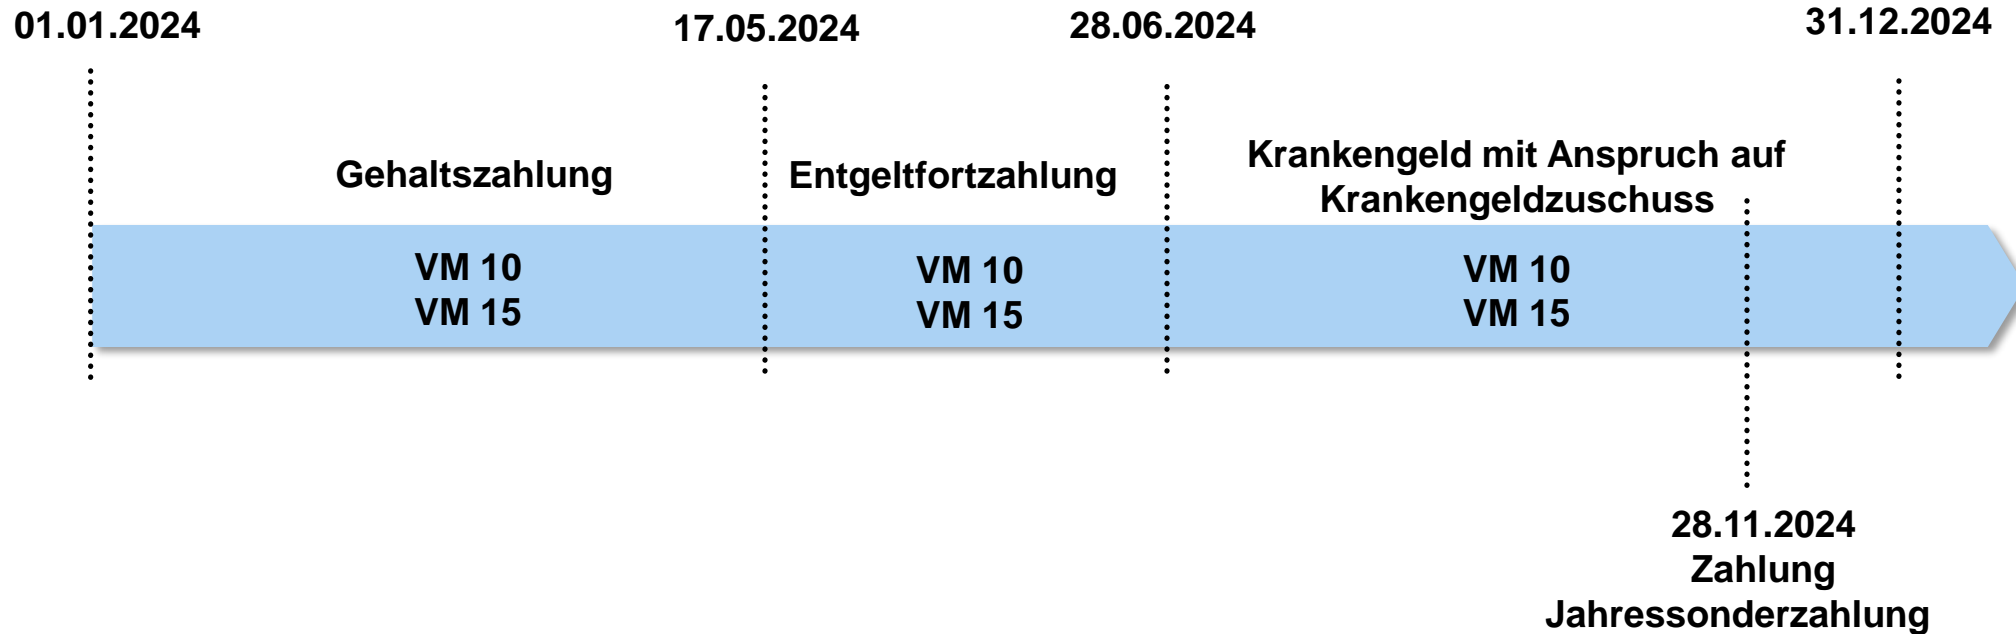 01.01.2024
17.05.2024
28.06.2024
31.12.2024
Gehaltszahlung
Entgeltfortzahlung
Krankengeld mit Anspruch auf
Krankengeldzuschuss
VM 10
VM 15
VM 10
VM 15
VM 10
VM 15
28.11.2024
Zahlung
Jahressonderzahlung